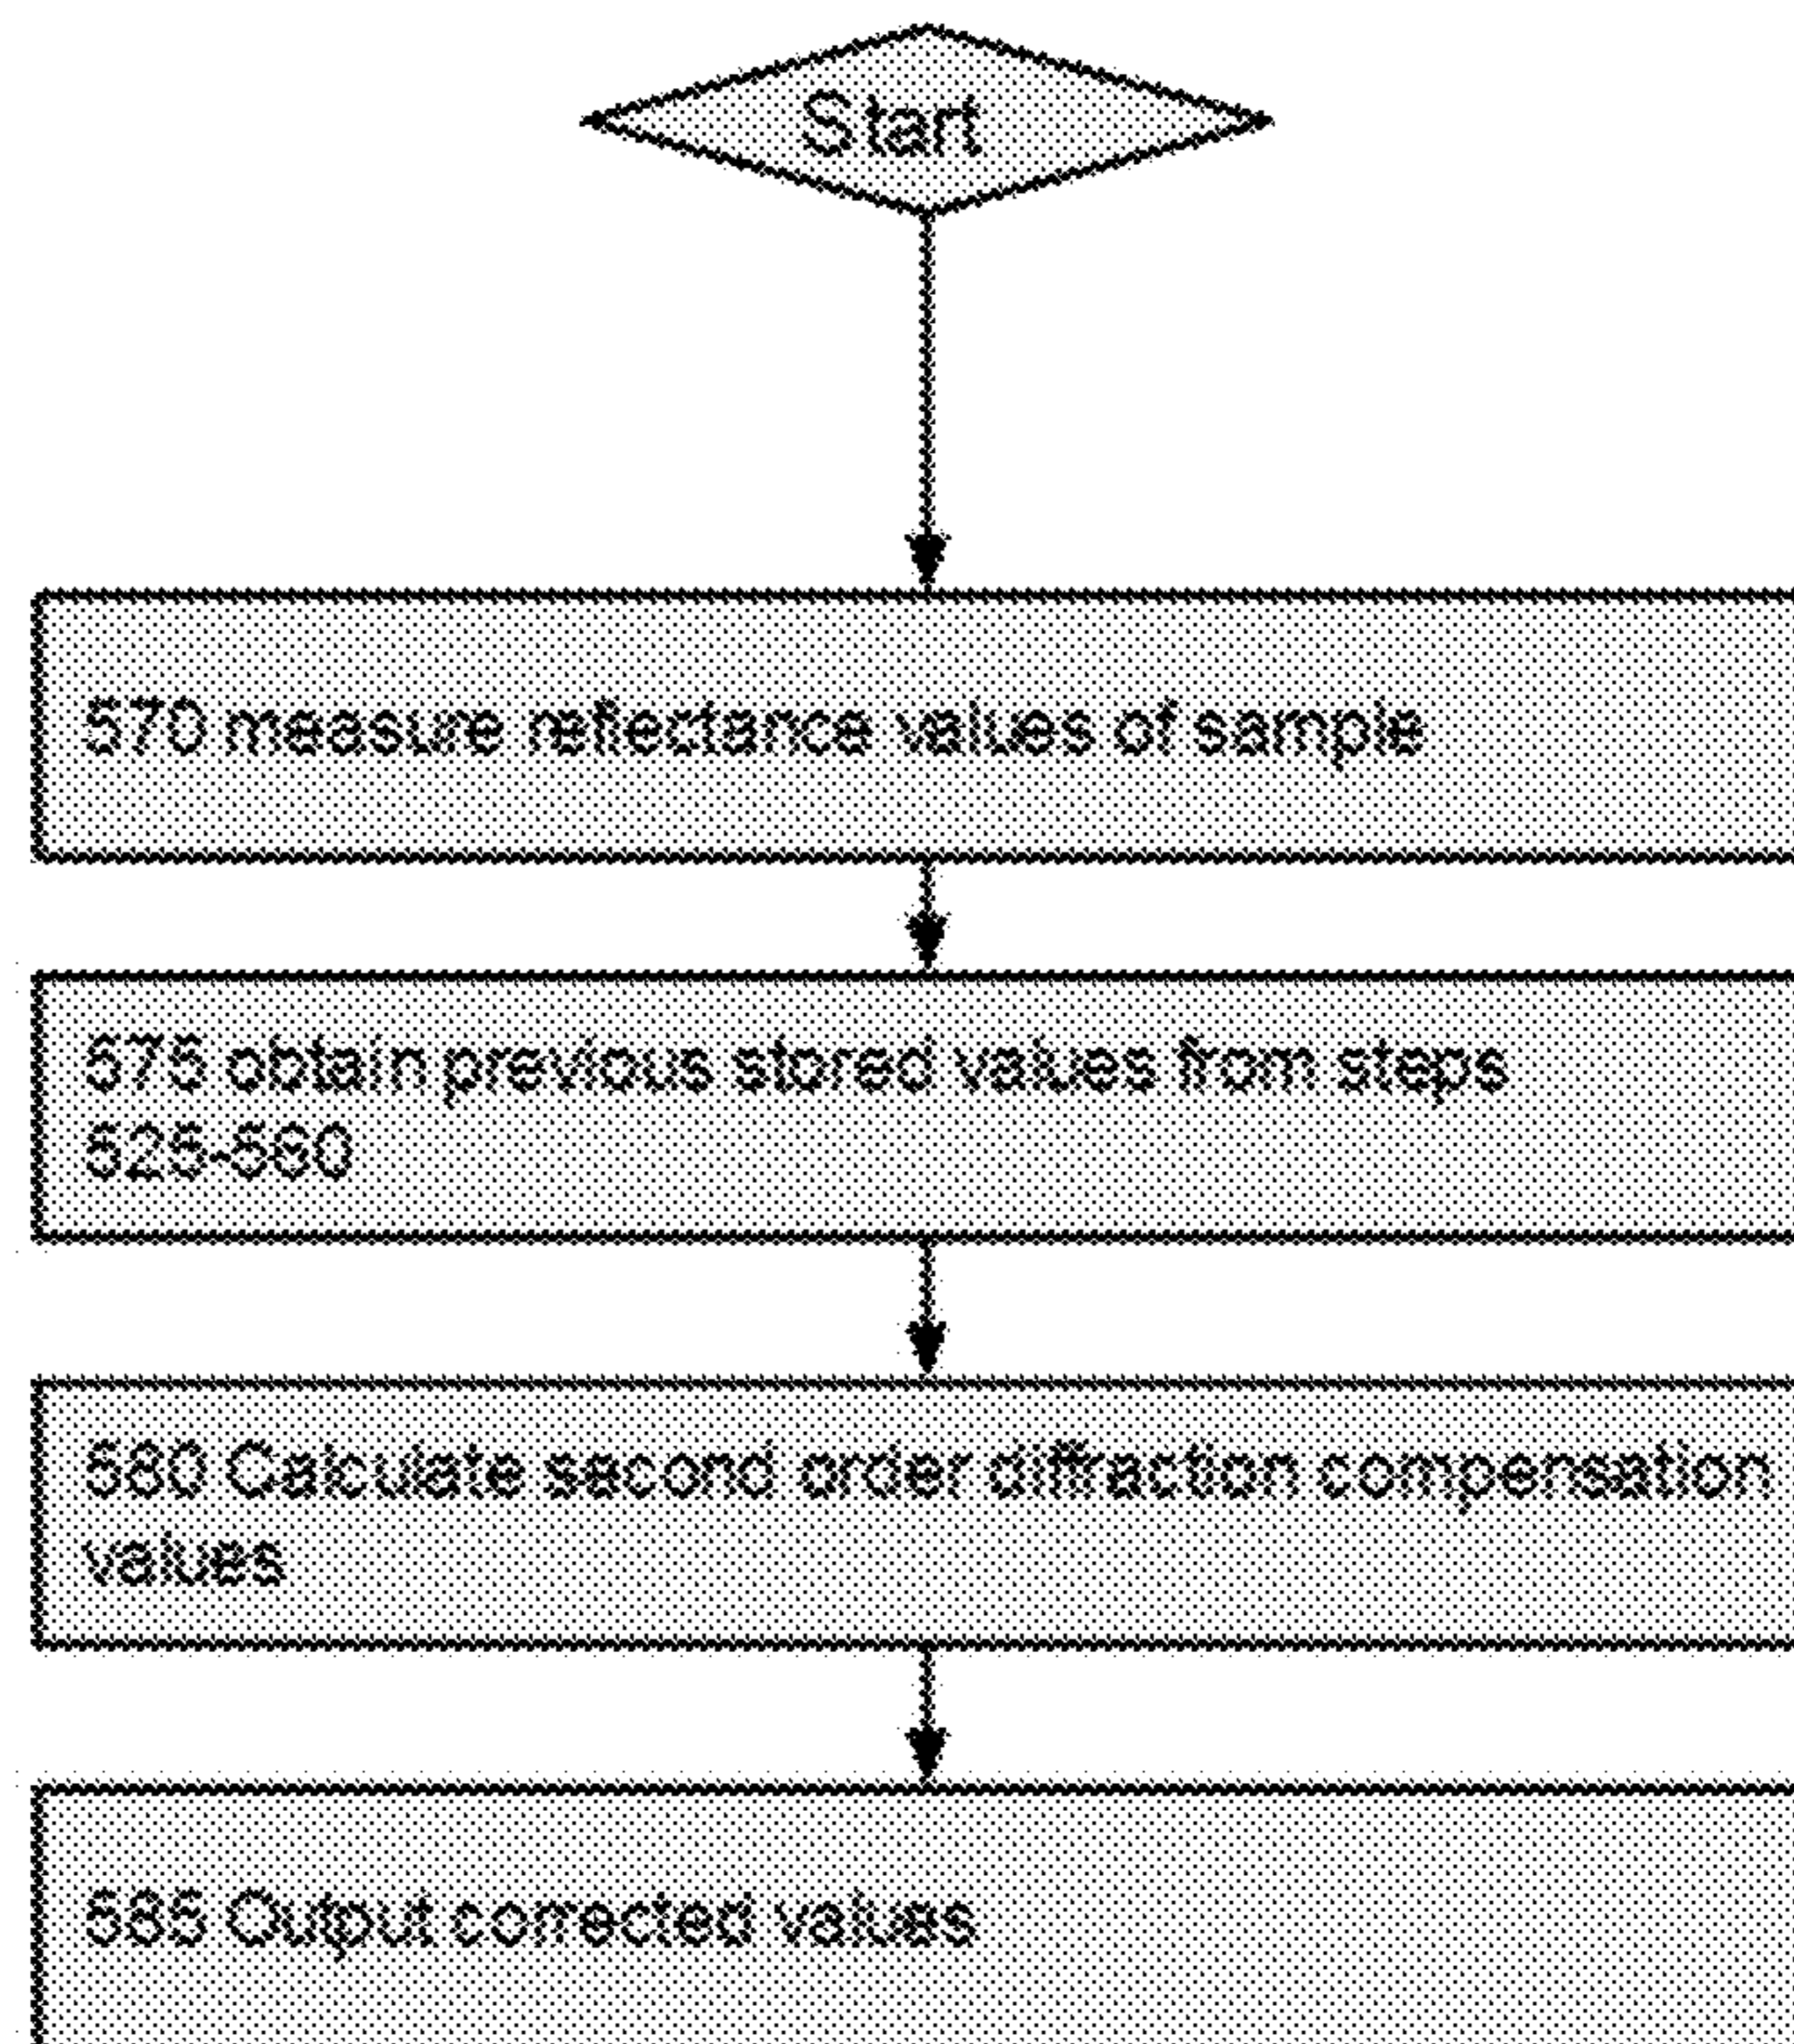 Start
570 measure reflectance values of sample
575 obtain previous stored values from steps
525-560
580 Calculate second order diffraction compensation
values
585 Output corrected values